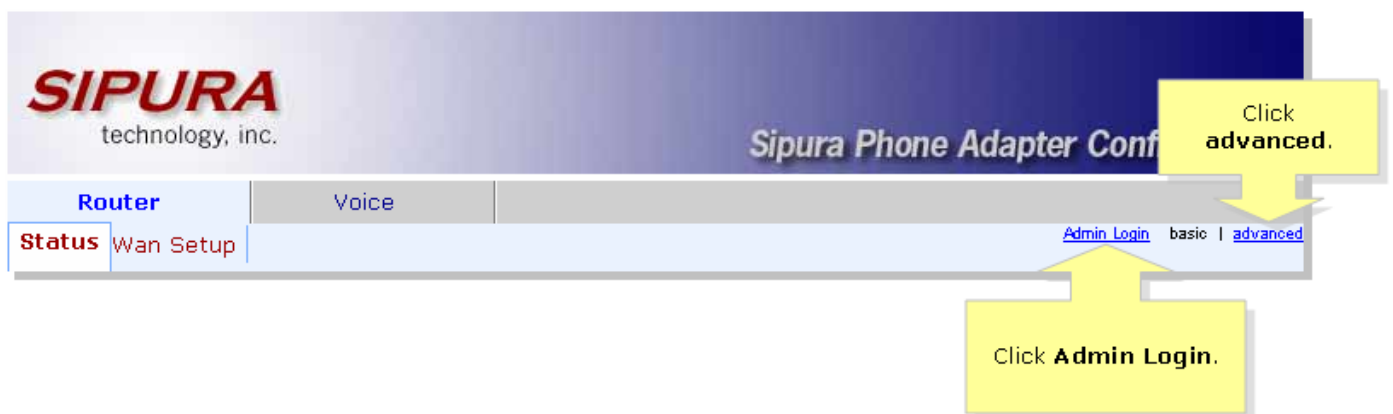 SIPURA
technology, inc.
Sipura Phone Adapter Conf
Click
advanced.
Router Voice
Status Wan Setup
Admin Login basic | advanced
Click Admin Login.